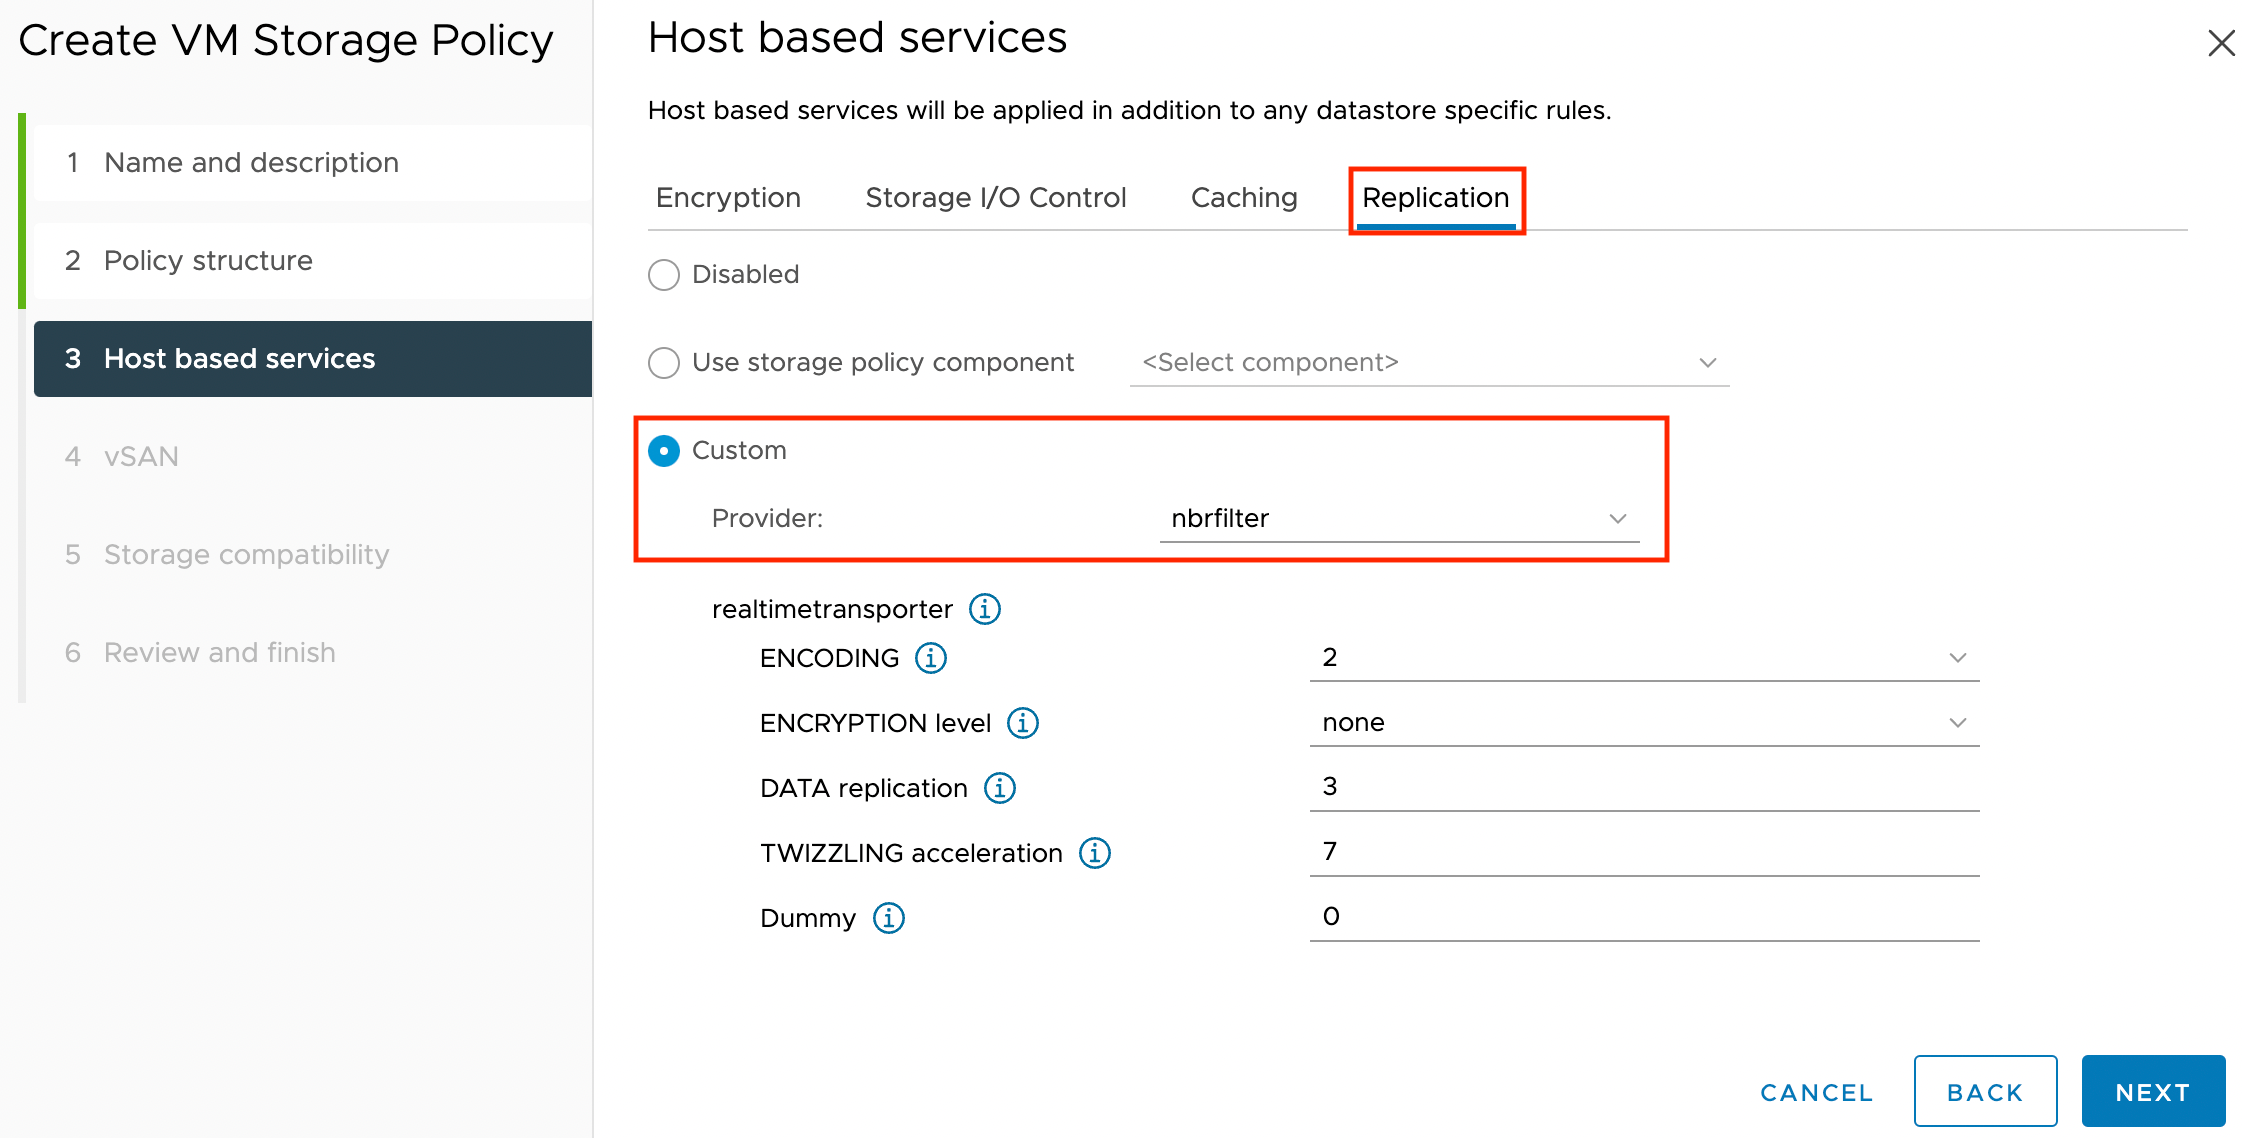 Create VM Storage Policy
1 Name and description
2 Policy structure
3 Host based services
4 vSAN
5 Storage compatibility
6 Review and finish
Host based services
Host based services will be applied in addition to any datastore specific rules.
Encryption Storage I/O Control Caching Replication
Disabled
Use storage policy component <Select component>
Custom
Provider: nbrfilter
realtimetransporter
ENCODING 2
ENCRYPTION level none
DATA replication 3
TWIZZLING acceleration 7
Dummy 0
CANCEL BACK NEXT